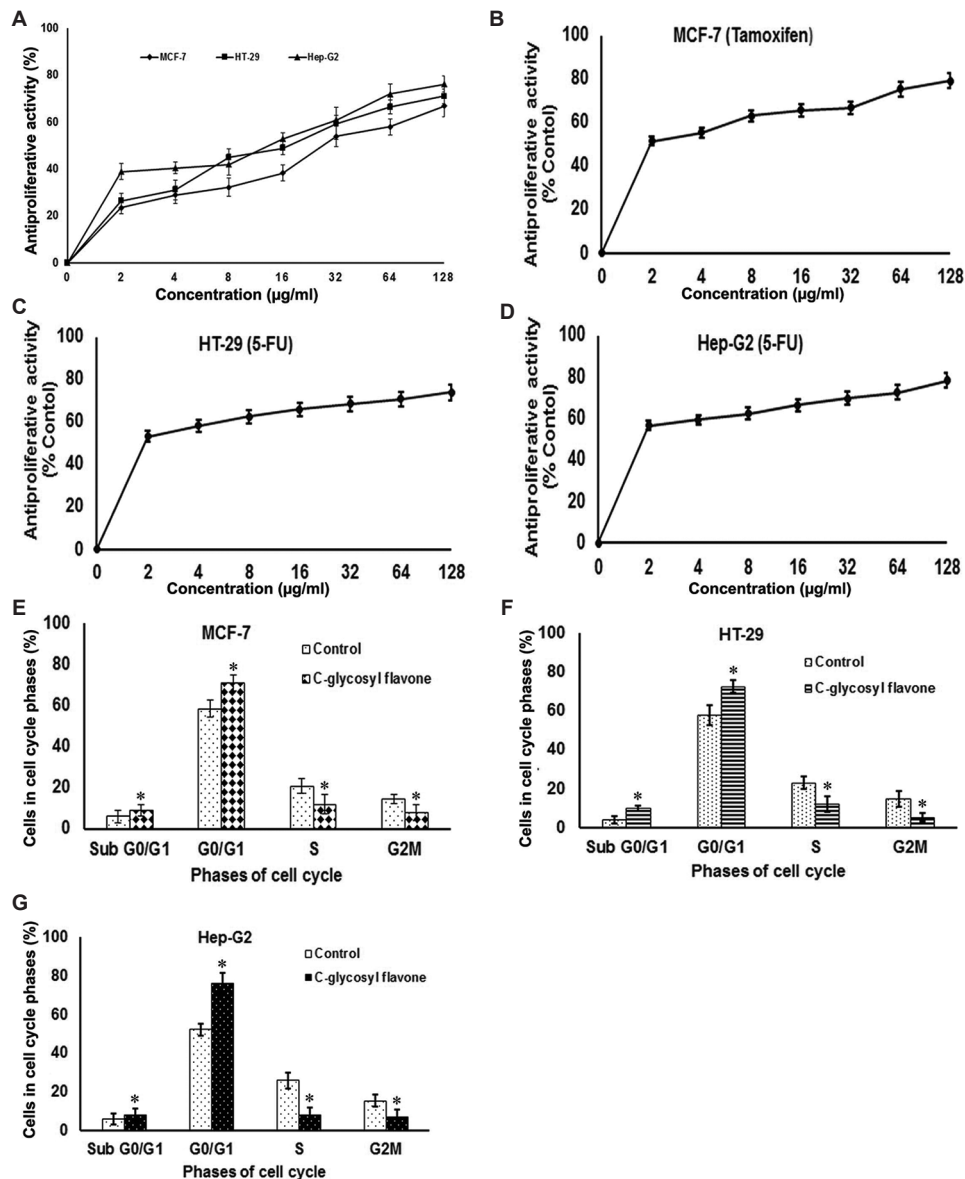 A
Antiproliferative activity (%)
100
80
60
40
20
0
MCF-7
HT-29
Hep-G2
0 2 4 8 16 32 64 128
Concentration (µg/ml)
B
MCF-7 (Tamoxifen)
Antiproliferative activity
(% Contol)
100
80
60
40
20
0
0 2 4 8 16 32 64 128
Concentration (µg/ml)
C
HT-29 (5-FU)
Antiproliferative activity
(% Contol)
100
80
60
40
20
0
0 2 4 8 16 32 64 128
Concentration (µg/ml)
D
Hep-G2 (5-FU)
Antiproliferative activity
(% Contol)
100
80
60
40
20
0
0 2 4 8 16 32 64 128
Concentration (µg/ml)
E
MCF-7
Cells in cell cycle phases (%)
100
80
60
40
20
0
Control
C-glycosyl flavone
* * * *
Sub G0/G1 G0/G1 S G2M
Phases of cell cycle
F
HT-29
Cells in cell cycle phases (%)
100
80
60
40
20
0
Control
C-glycosyl flavone
* * * *
Sub G0/G1 G0/G1 S G2M
Phases of cell cycle
G
Hep-G2
Cells in cell cycle phases (%)
100
80
60
40
20
0
Control
C-glycosyl flavone
* * * *
Sub G0/G1 G0/G1 S G2M
Phases of cell cycle